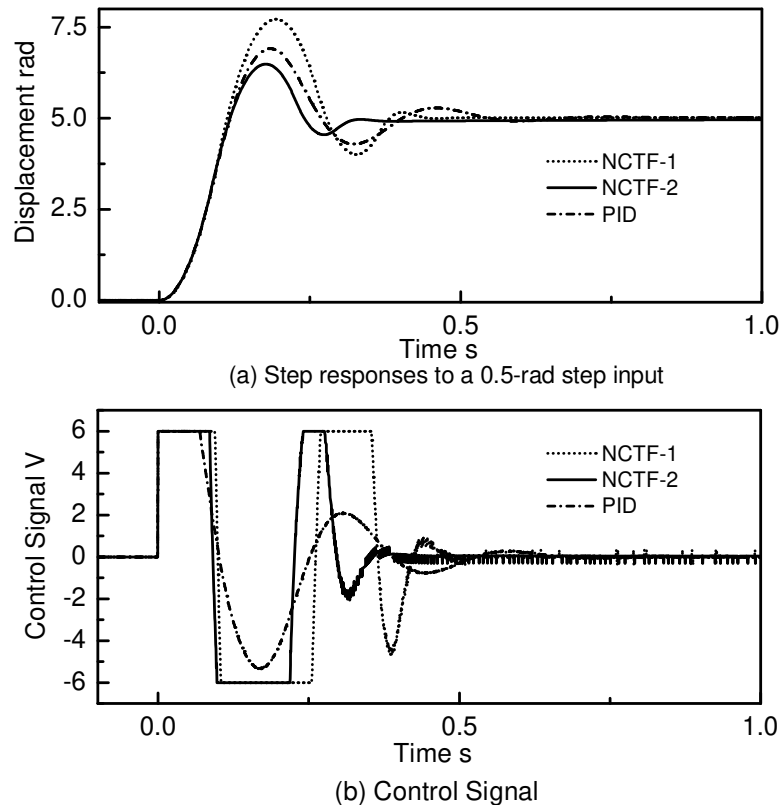 7.5
5.0
2.5
0.0
Displacement rad
NCTF-1
NCTF-2
PID
0.0
0.5
1.0
Time s
(a) Step responses to a 0.5-rad step input
6
4
2
0
-2
-4
-6
Control Signal V
NCTF-1
NCTF-2
PID
0.0
0.5
1.0
Time s
(b) Control Signal